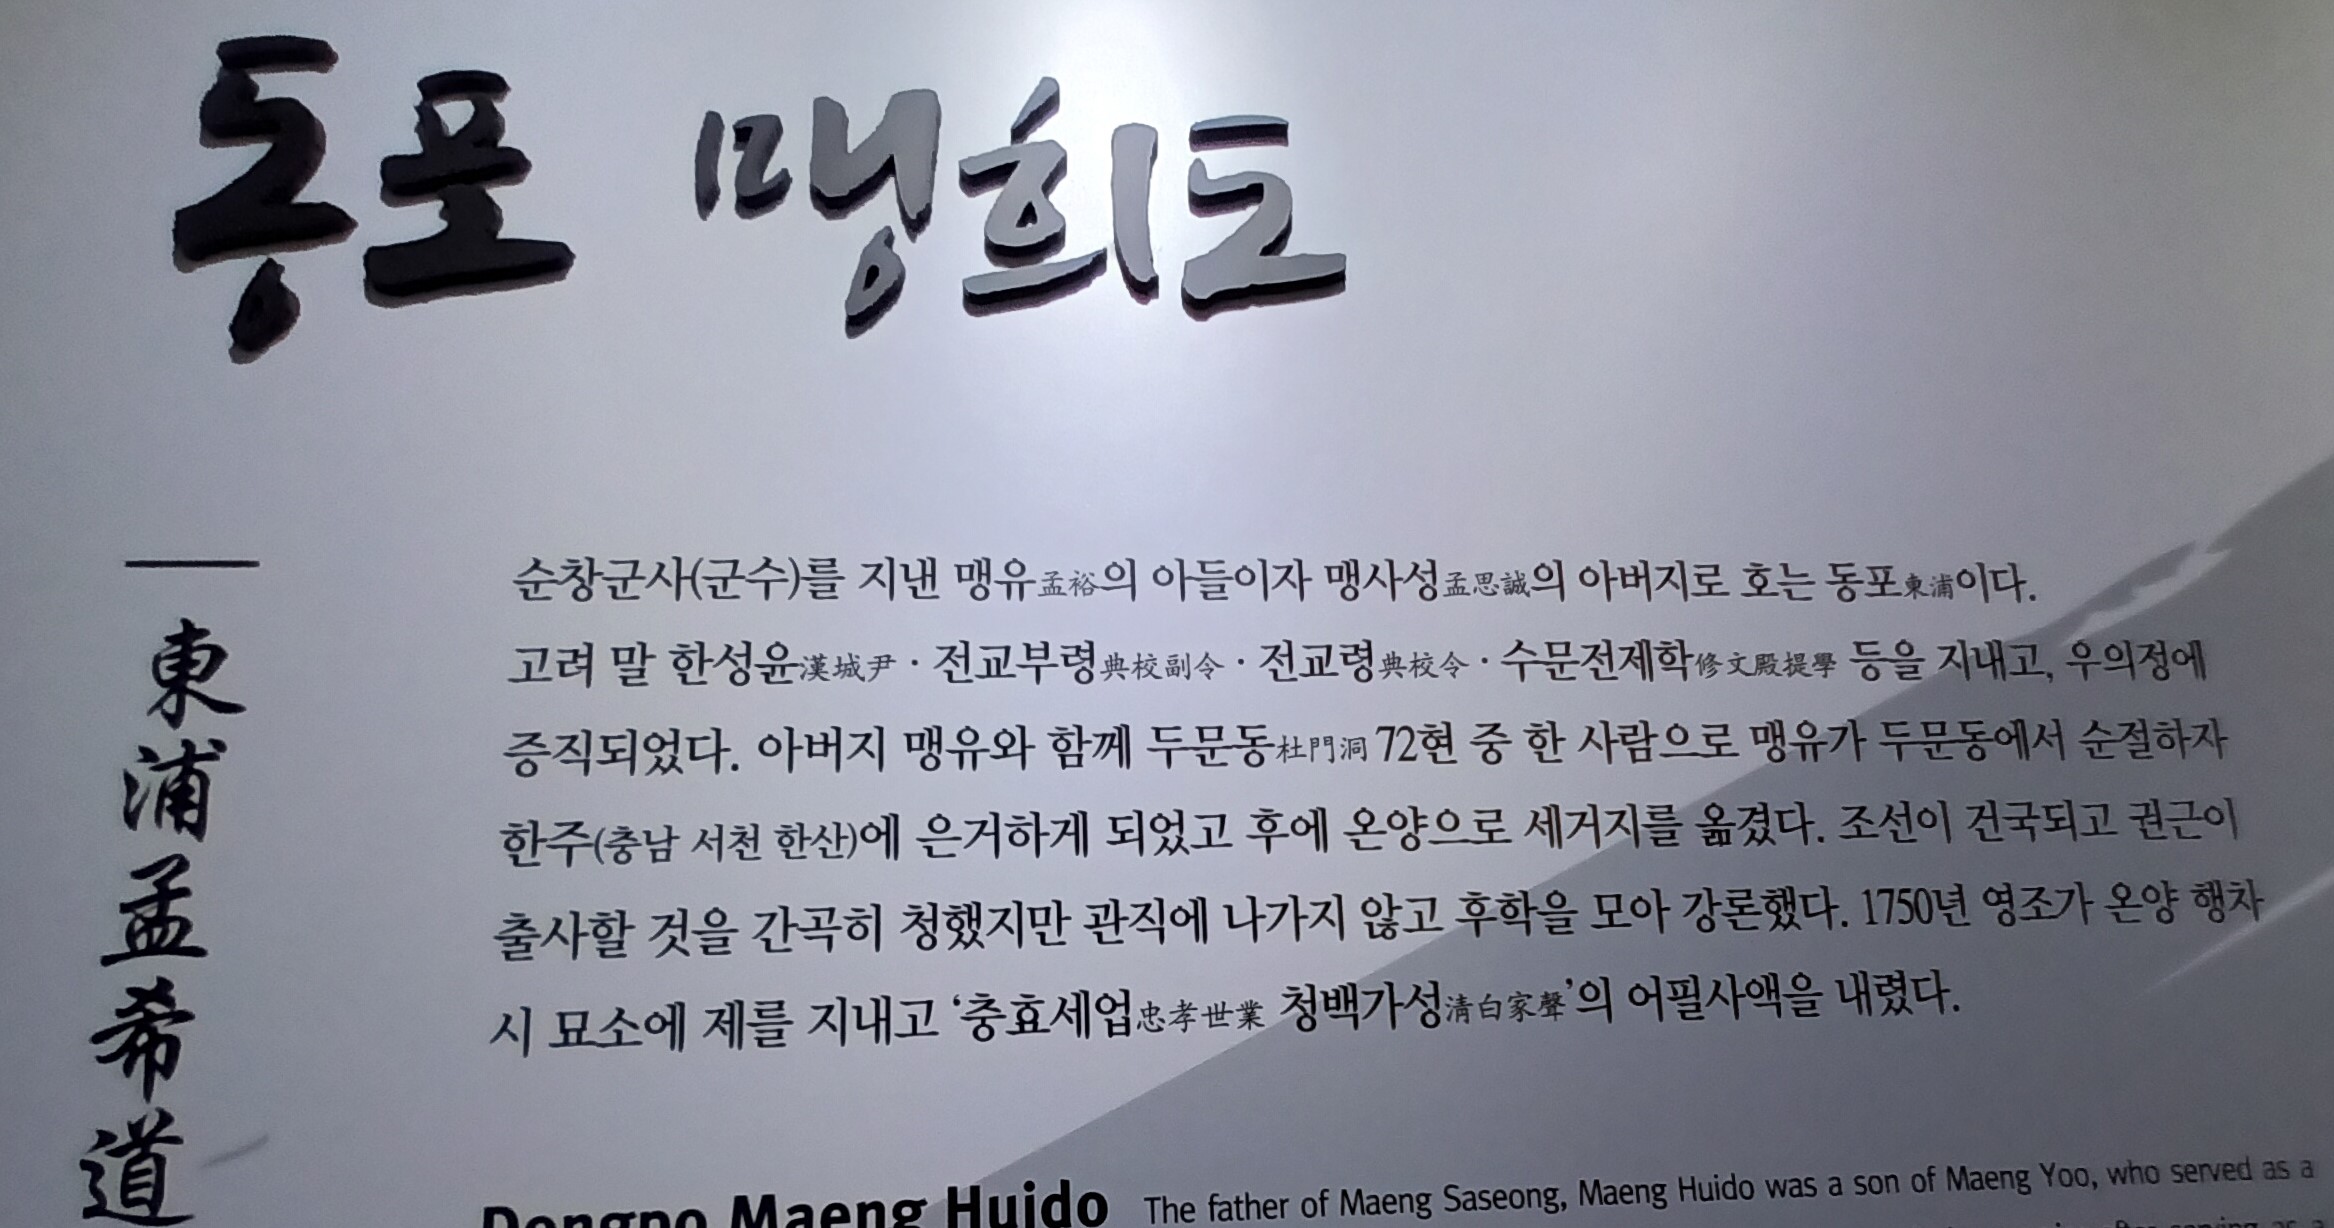 동포 맹희도
東浦孟希道
순창군사(군수)를 지낸 맹유孟裕의 아들이자 맹사성孟思誠의 아버지로 호는 동포東浦이다.
고려 말 한성윤漢城尹 · 전교부령典校副令 · 전교령典校令 · 수문전제학修文殿提學 등을 지내고, 우의정에
증직되었다. 아버지 맹유와 함께 두문동杜門洞 72현 중 한 사람으로 맹유가 두문동에서 순절하자
한주(충남 서천 한산)에 은거하게 되었고 후에 온양으로 세거지를 옮겼다. 조선이 건국되고 권근이
출사할 것을 간곡히 청했지만 관직에 나가지 않고 후학을 모아 강론했다. 1750년 영조가 온양 행차
시 묘소에 제를 지내고 ‘충효세업忠孝世業 청백가성淸白家聲’의 어필사액을 내렸다.
Dongpo Maeng Huido The father of Maeng Saseong, Maeng Huido was a son of Maeng Yoo, who served as a